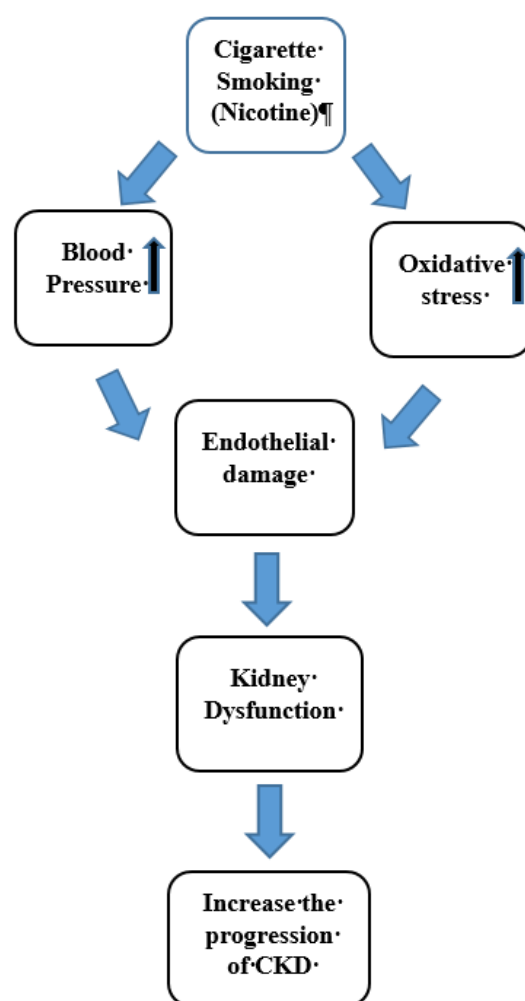 Cigarette·
Smoking·
(Nicotine)¶
Blood·
Pressure·
Oxidative·
stress·
Endothelial·
damage·
Kidney·
Dysfunction·
Increase·the·
progression·
of·CKD·